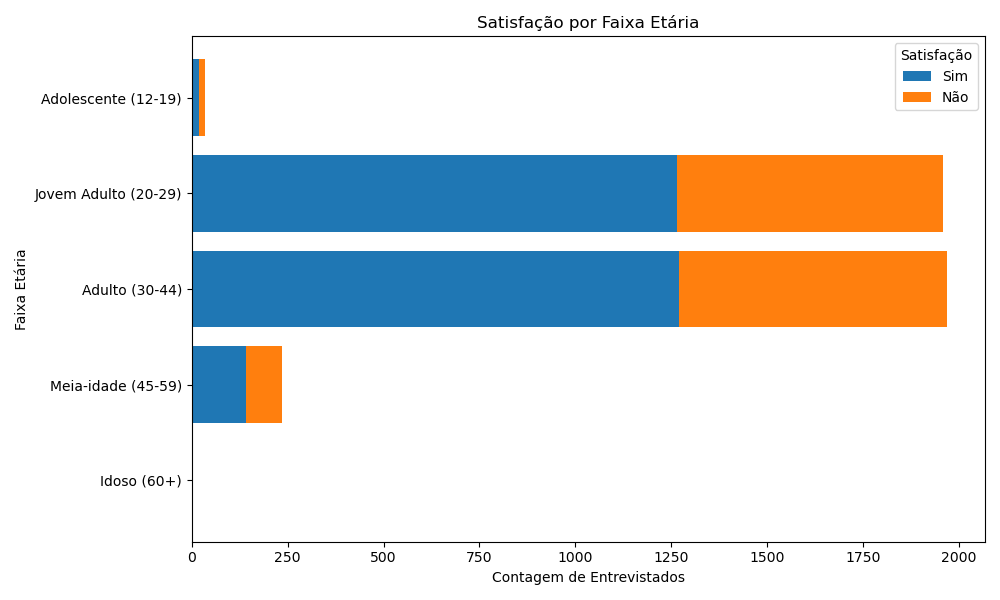 Satisfação por Faixa Etária
Satisfação
Sim
Não
Faixa Etária
Adolescente (12-19)
Jovem Adulto (20-29)
Adulto (30-44)
Meia-idade (45-59)
Idoso (60+)
0 250 500 750 1000 1250 1500 1750 2000
Contagem de Entrevistados